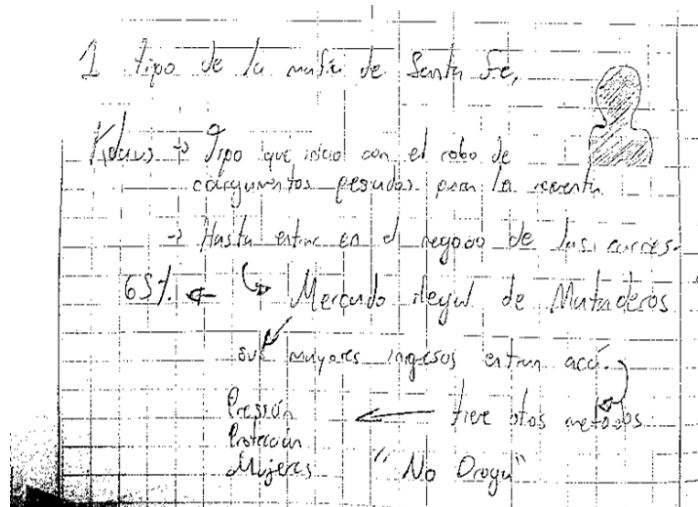 1 tipo de la mafia de Santa Fe,
→ Tipo que inicio con el robo de
cargamentos pesados para la reventa
→ Hasta entrar en el negocio de las carnes.
65% ← ↳ Mercado ilegal de Mataderos
sus mayores ingresos entran acá.
Pressión ← tiene otros metodos
Protección
Mujeres "No Droga"